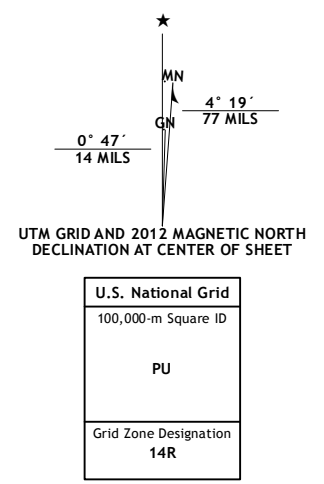 ★
MN
4° 19´
77 MILS
GN
0° 47´
14 MILS
UTM GRID AND 2012 MAGNETIC NORTH
DECLINATION AT CENTER OF SHEET
U.S. National Grid
100,000-m Square ID
PU
Grid Zone Designation
14R